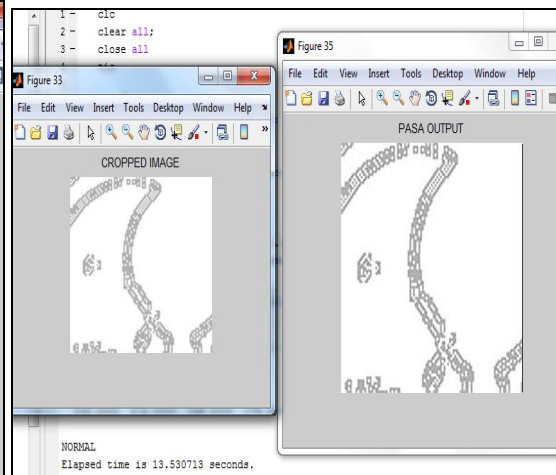 1 - clc
2 - clear all;
3 - close all
Figure 33
File Edit View Insert Tools Desktop Window Help
CROPPED IMAGE
Figure 35
File Edit View Insert Tools Desktop Window Help
PASA OUTPUT
NORMAL
Elapsed time is 13.530713 seconds.